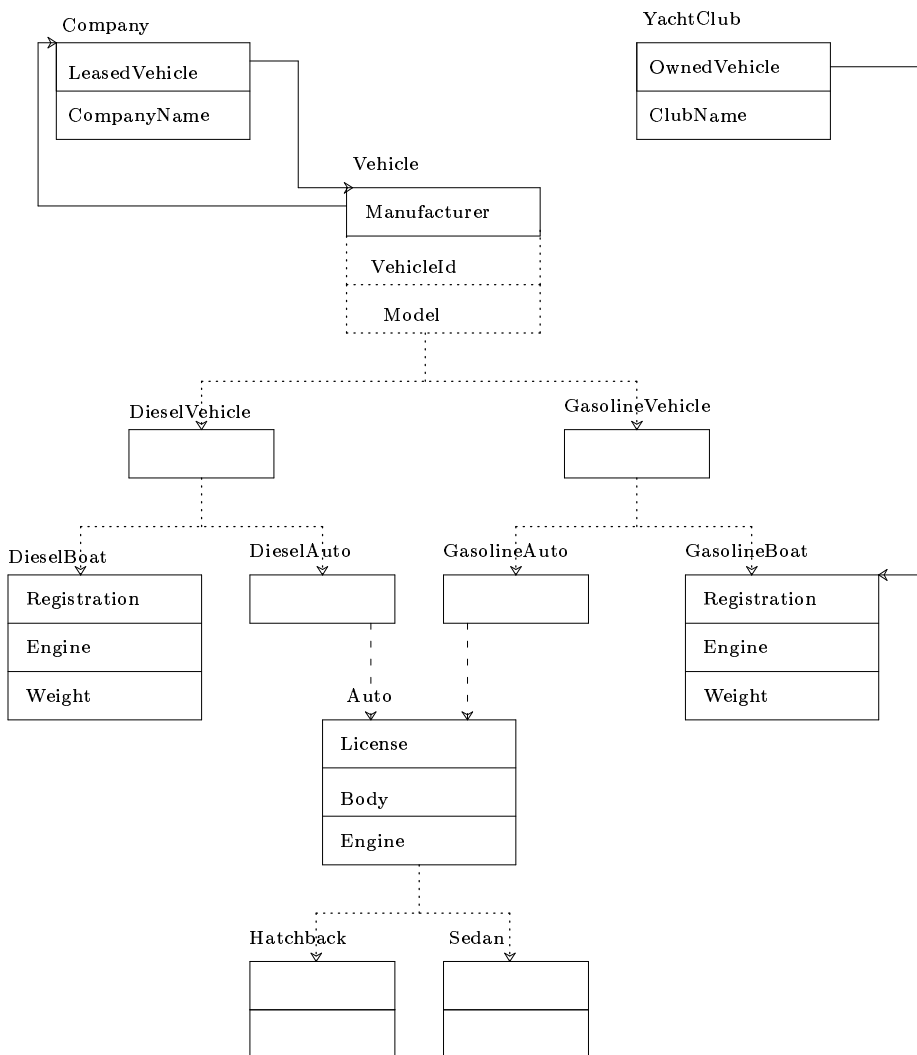 Company
YachtClub
LeasedVehicle
OwnedVehicle
CompanyName
ClubName
Vehicle
Manufacturer
VehicleId
Model
DieselVehicle
GasolineVehicle
DieselBoat
DieselAuto
GasolineAuto
GasolineBoat
Registration
Registration
Engine
Engine
Weight
Auto
Weight
License
Body
Engine
Hatchback
Sedan